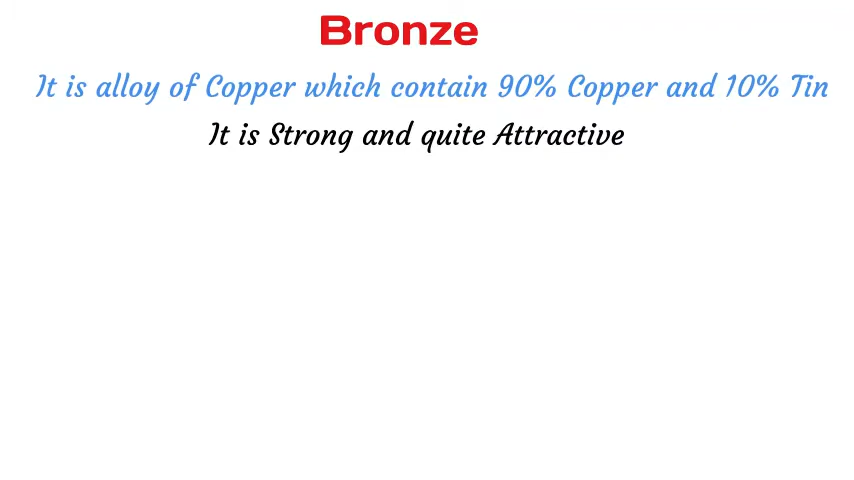 Bronze
It is alloy of Copper which contain 90% Copper and 10% Tin
It is Strong and quite Attractive